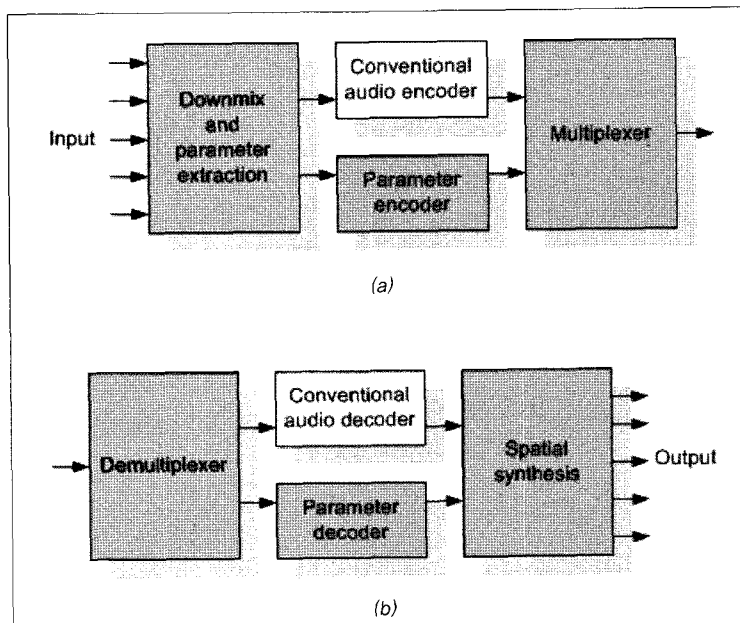 Input
Downmix
and
parameter
extraction
Conventional
audio encoder
Parameter
encoder
Multiplexer
(a)
Demultiplexer
Conventional
audio decoder
Parameter
decoder
Spatial
synthesis
Output
(b)